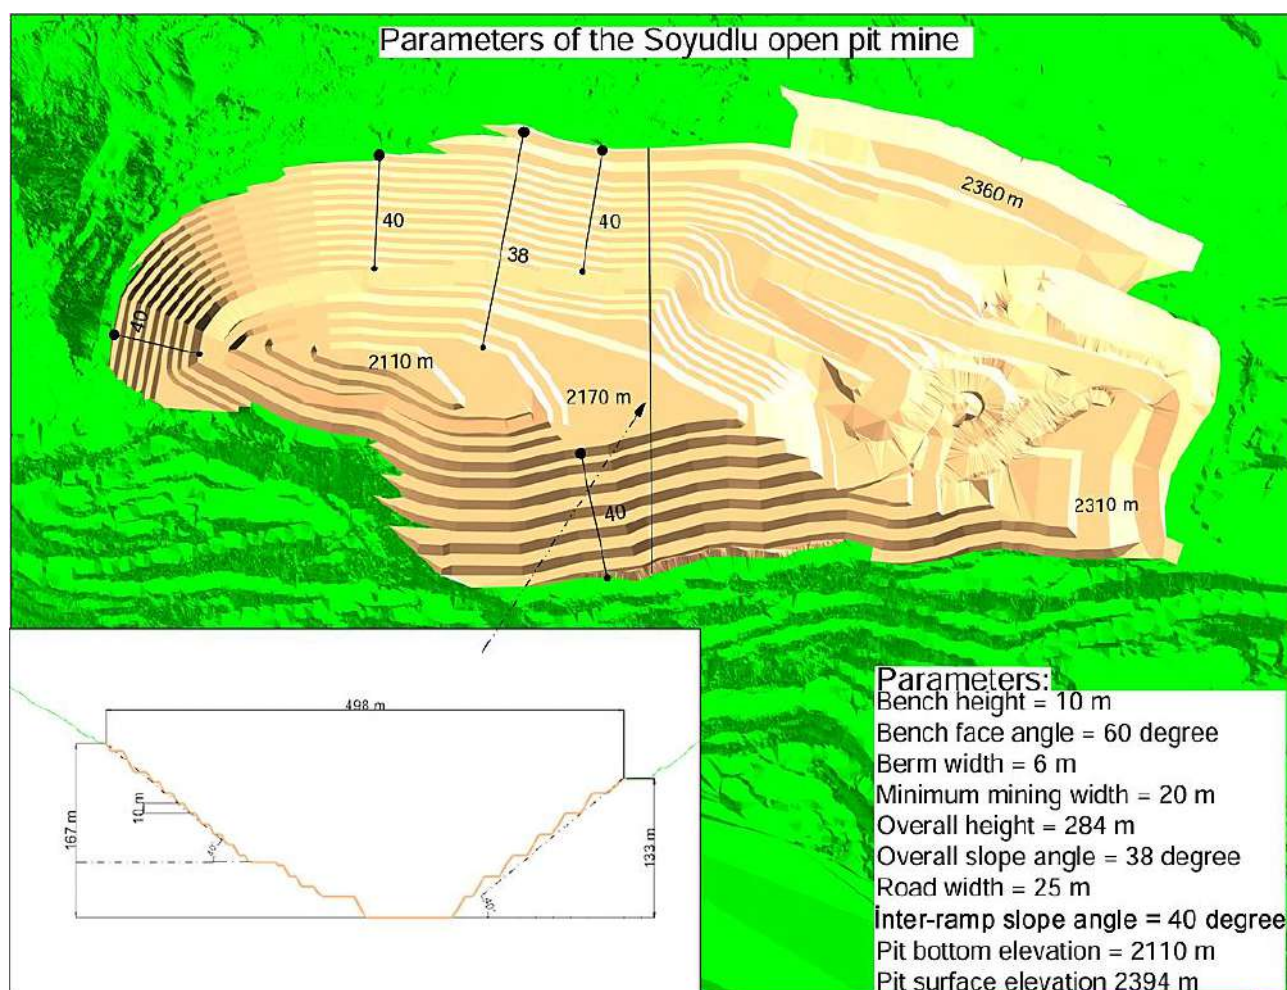 Parameters of the Soyudlu open pit mine
2360 m
40
38
40
40
2110 m
2170 m
40
2310 m
498 m
167 m
10 m
40°
133 m
40°
Parameters:
Bench height = 10 m
Bench face angle = 60 degree
Berm width = 6 m
Minimum mining width = 20 m
Overall height = 284 m
Overall slope angle = 38 degree
Road width = 25 m
İnter-ramp slope angle = 40 degree
Pit bottom elevation = 2110 m
Pit surface elevation 2394 m